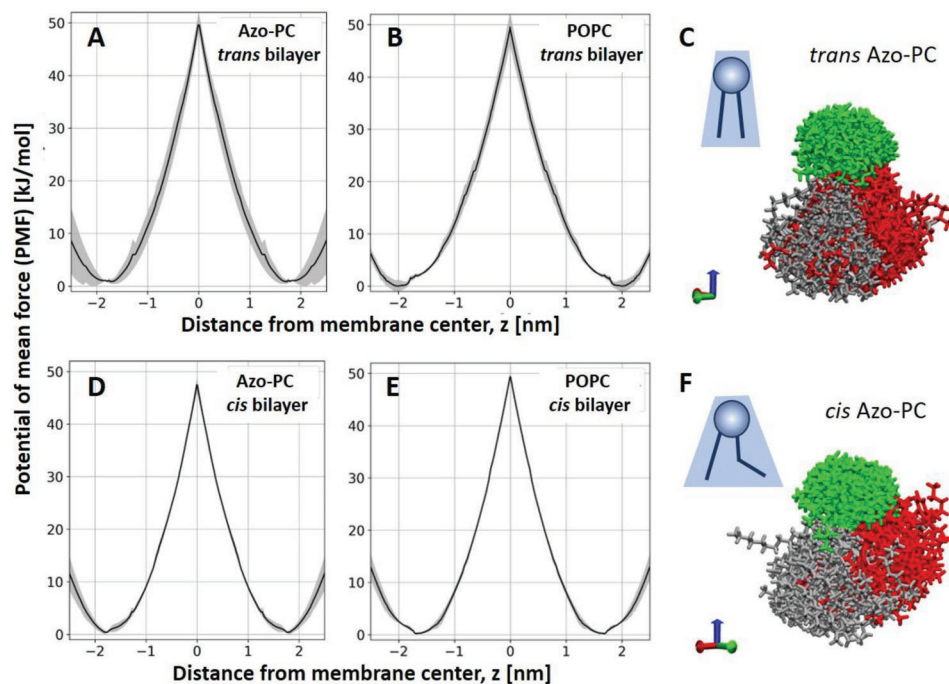 A
Azo-PC
trans bilayer
B
POPC
trans bilayer
C
trans Azo-PC
50
40
30
20
10
0
−2 −1 0 1 2
50
40
30
20
10
0
−2 −1 0 1 2
Distance from membrane center, z [nm]
Potential of mean force (PMF) [kJ/mol]
D
Azo-PC
cis bilayer
E
POPC
cis bilayer
F
cis Azo-PC
50
40
30
20
10
0
−2 −1 0 1 2
50
40
30
20
10
0
−2 −1 0 1 2
Distance from membrane center, z [nm]